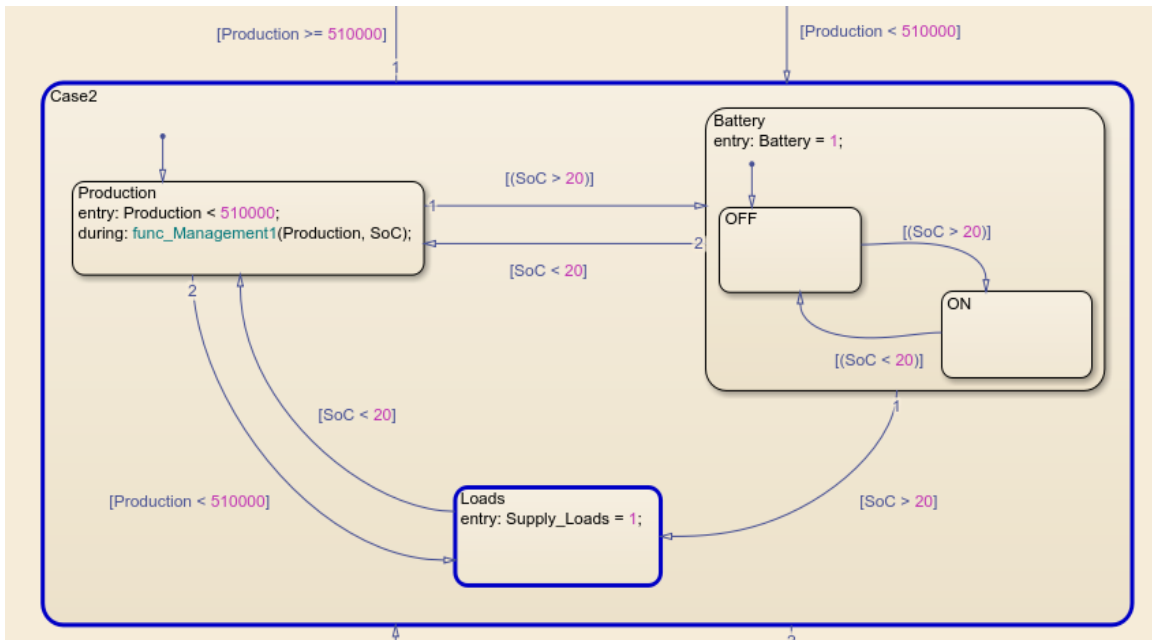 [Production >= 510000]
[Production < 510000]
1
Case2
Battery
entry: Battery = 1;
Production
entry: Production < 510000;
during: func_Management1(Production, SoC);
[(SoC > 20)]
1
2
[SoC < 20]
OFF
[(SoC > 20)]
ON
[(SoC < 20)]
2
1
[SoC < 20]
[Production < 510000]
Loads
entry: Supply_Loads = 1;
[SoC > 20]